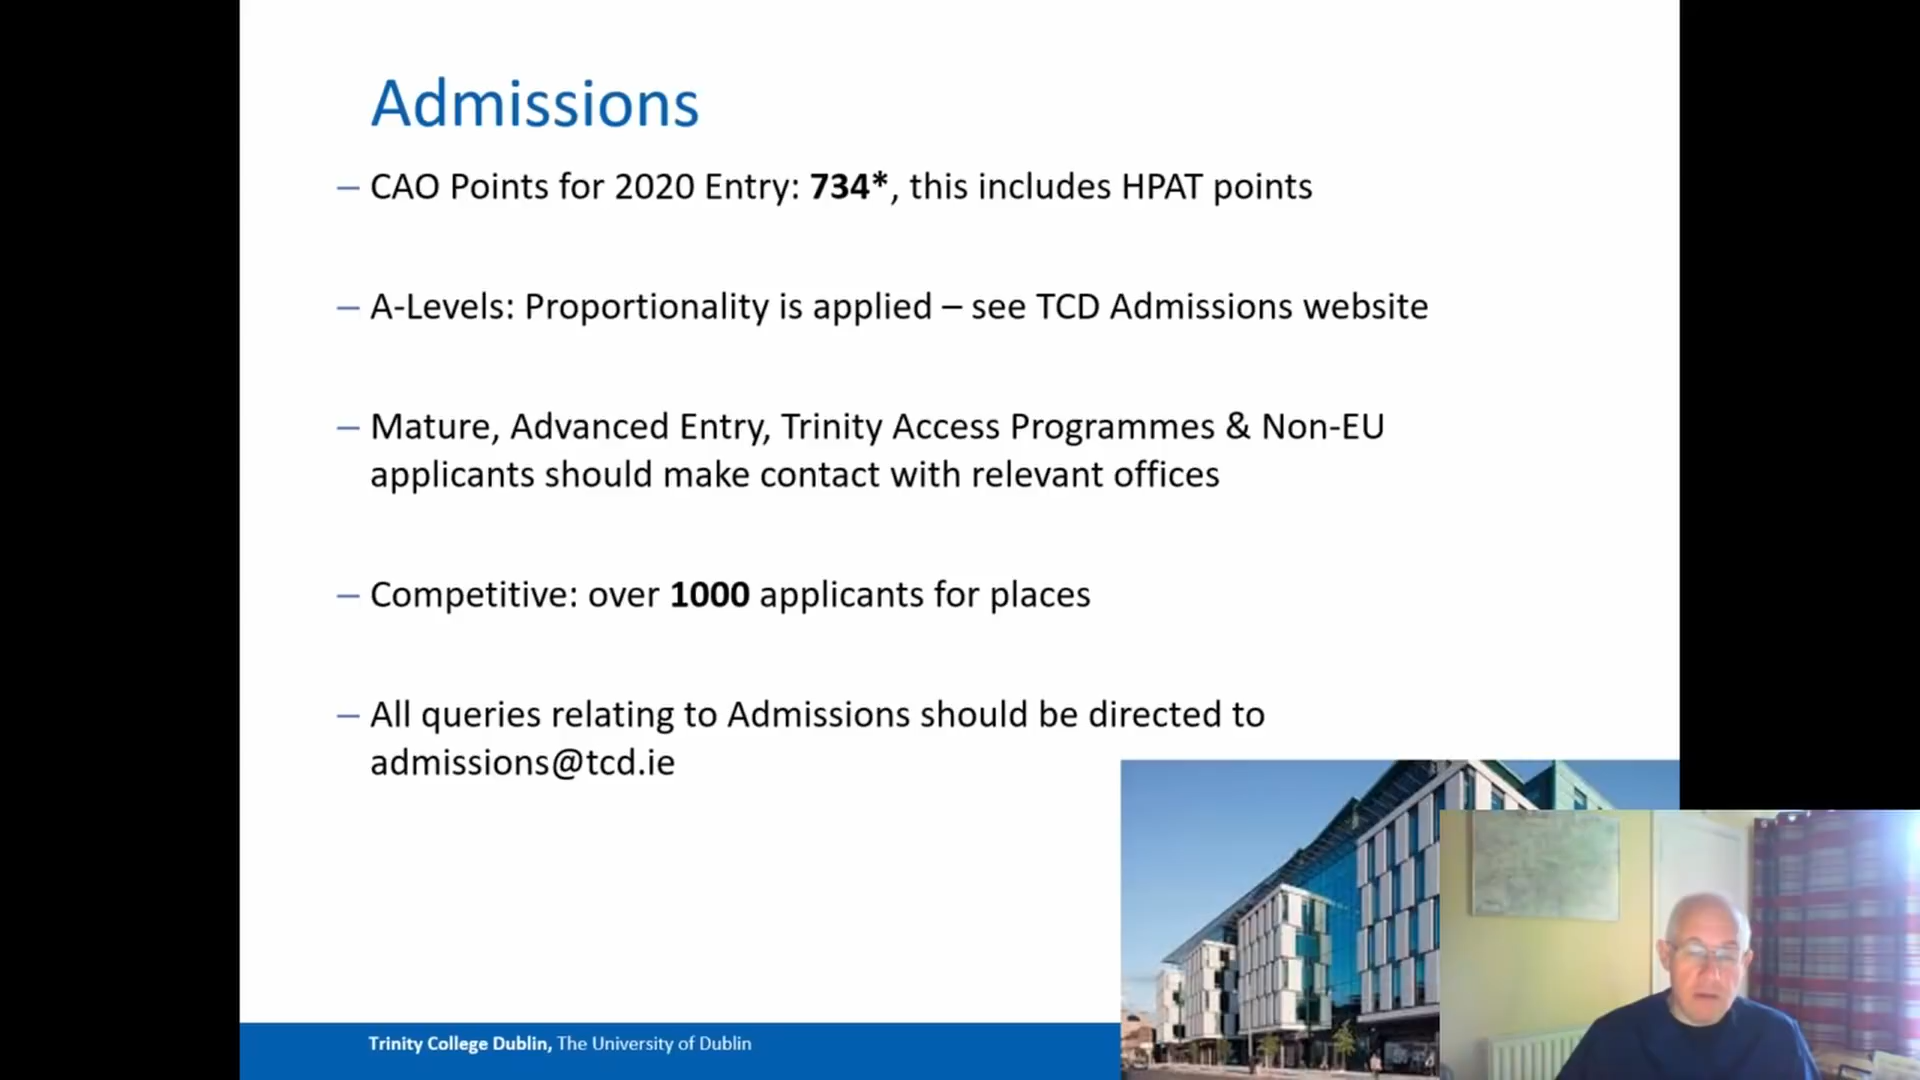 Admissions
– CAO Points for 2020 Entry: 734*, this includes HPAT points
– A-Levels: Proportionality is applied – see TCD Admissions website
– Mature, Advanced Entry, Trinity Access Programmes & Non-EU
applicants should make contact with relevant offices
– Competitive: over 1000 applicants for places
– All queries relating to Admissions should be directed to
admissions@tcd.ie
Trinity College Dublin, The University of Dublin